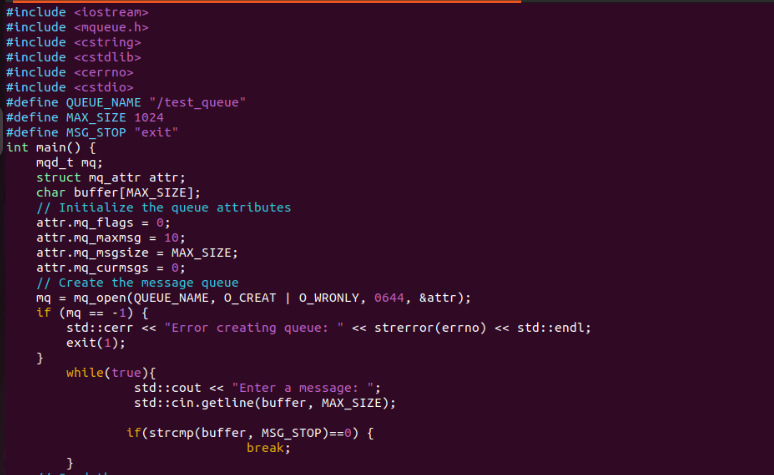 #include <iostream>
#include <mqueue.h>
#include <cstring>
#include <cstdlib>
#include <cerrno>
#include <cstdio>
#define QUEUE_NAME "/test_queue"
#define MAX_SIZE 1024
#define MSG_STOP "exit"
int main() {
    mqd_t mq;
    struct mq_attr attr;
    char buffer[MAX_SIZE];
    // Initialize the queue attributes
    attr.mq_flags = 0;
    attr.mq_maxmsg = 10;
    attr.mq_msgsize = MAX_SIZE;
    attr.mq_curmsgs = 0;
    // Create the message queue
    mq = mq_open(QUEUE_NAME, O_CREAT | O_WRONLY, 0644, &attr);
    if (mq == -1) {
        std::cerr << "Error creating queue: " << strerror(errno) << std::endl;
        exit(1);
    }
        while(true){
                 std::cout << "Enter a message: ";
                 std::cin.getline(buffer, MAX_SIZE);
                if(strcmp(buffer, MSG_STOP)==0) {
                                break;
        }